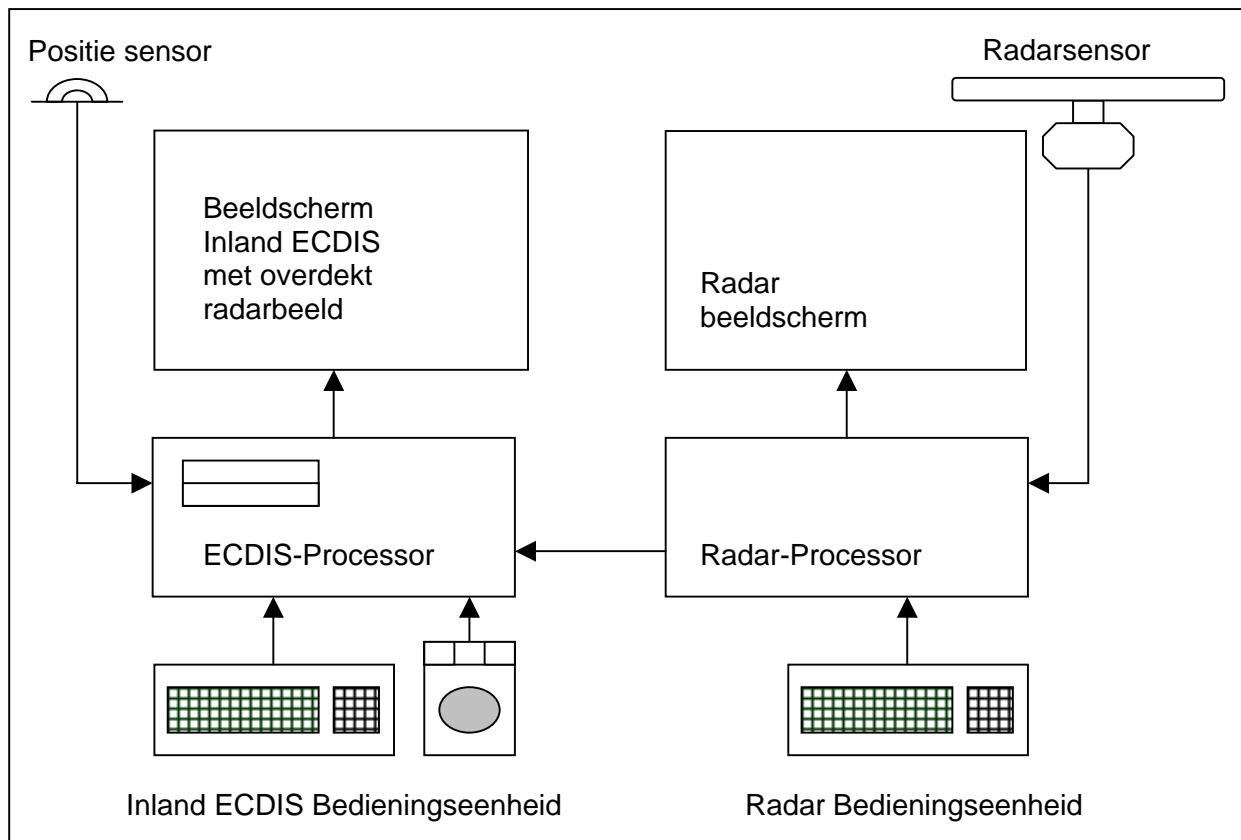 Positie sensor
Radarsensor
Beeldscherm
Inland ECDIS
met overdekt
radarbeeld
Radar
beeldscherm
ECDIS-Processor
Radar-Processor
Inland ECDIS Bedieningseenheid
Radar Bedieningseenheid